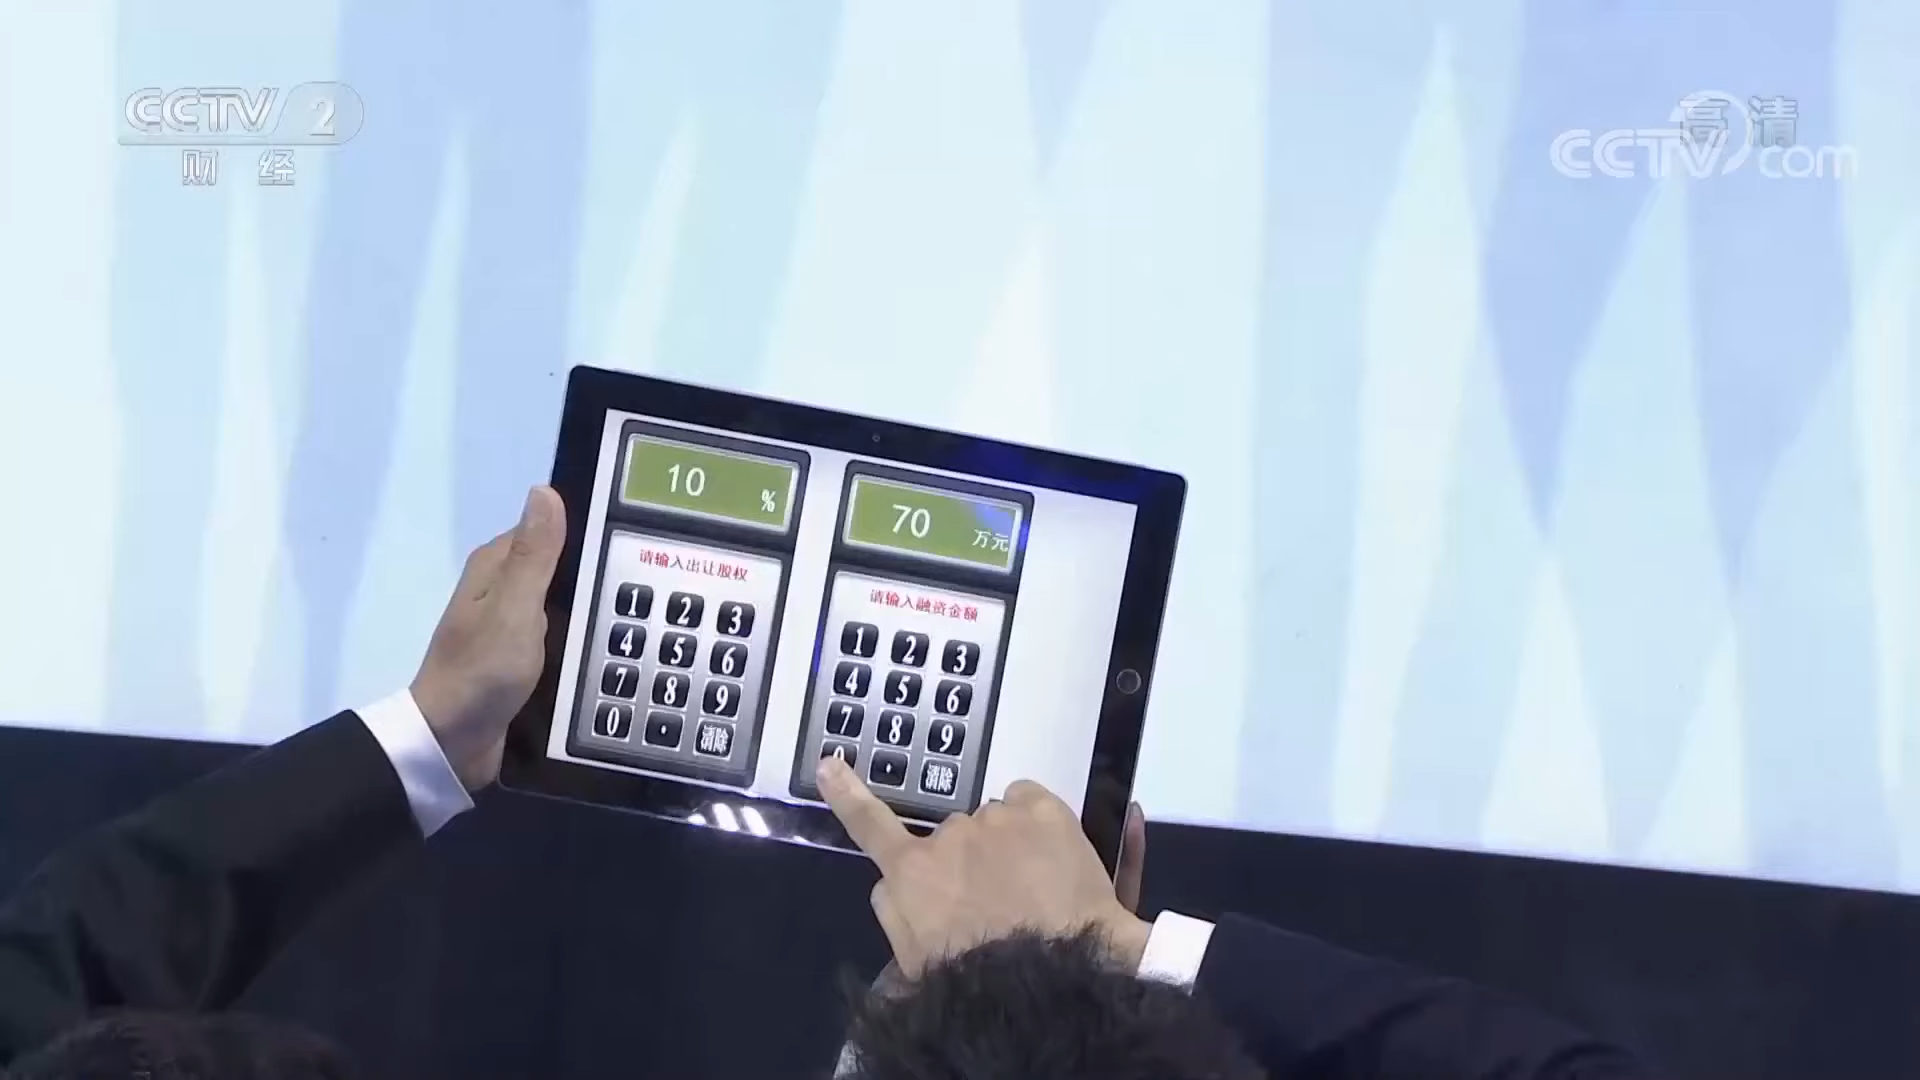 CCTV 2
财 经
高清
CCTV.com
10 %
请输入出让股权
1 2 3
4 5 6
7 8 9
0 · 清除
70 万元
请输入融资金额
1 2 3
4 5 6
7 8 9
0 · 清除